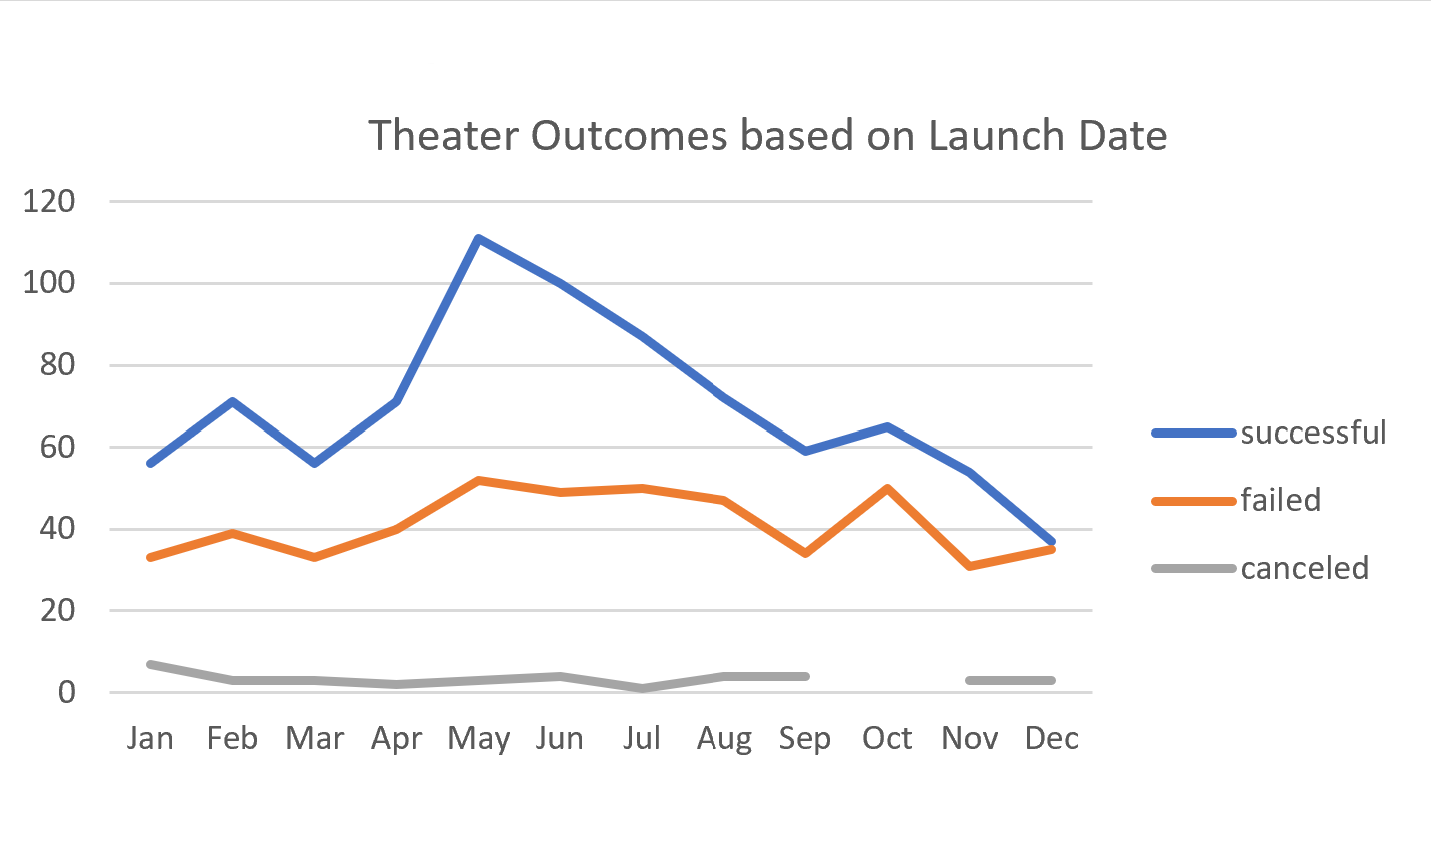 Theater Outcomes based on Launch Date
120
100
80
60
40
20
0
Jan Feb Mar Apr May Jun Jul Aug Sep Oct Nov Dec
successful
failed
canceled